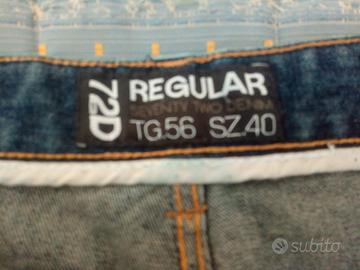 72D
REGULAR
SEVENTY TWO DENIM
TG.56 SZ.40
subito